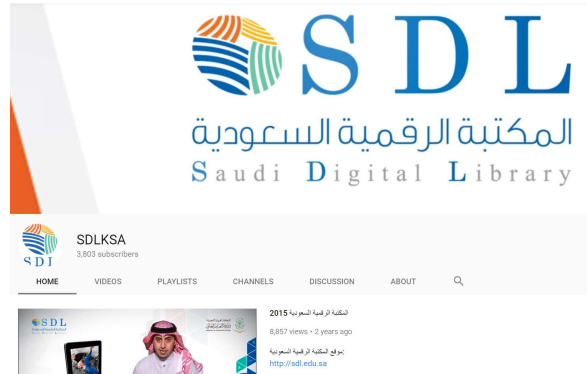 SDL
المكتبة الرقمية السعودية
Saudi Digital Library
SDL
SDLKSA
3,803 subscribers
HOME VIDEOS PLAYLISTS CHANNELS DISCUSSION ABOUT
SDL
المكتبة الرقمية السعودية 2015
8,857 views • 2 years ago
موقع المكتبة الرقمية السعودية:
http://sdl.edu.sa